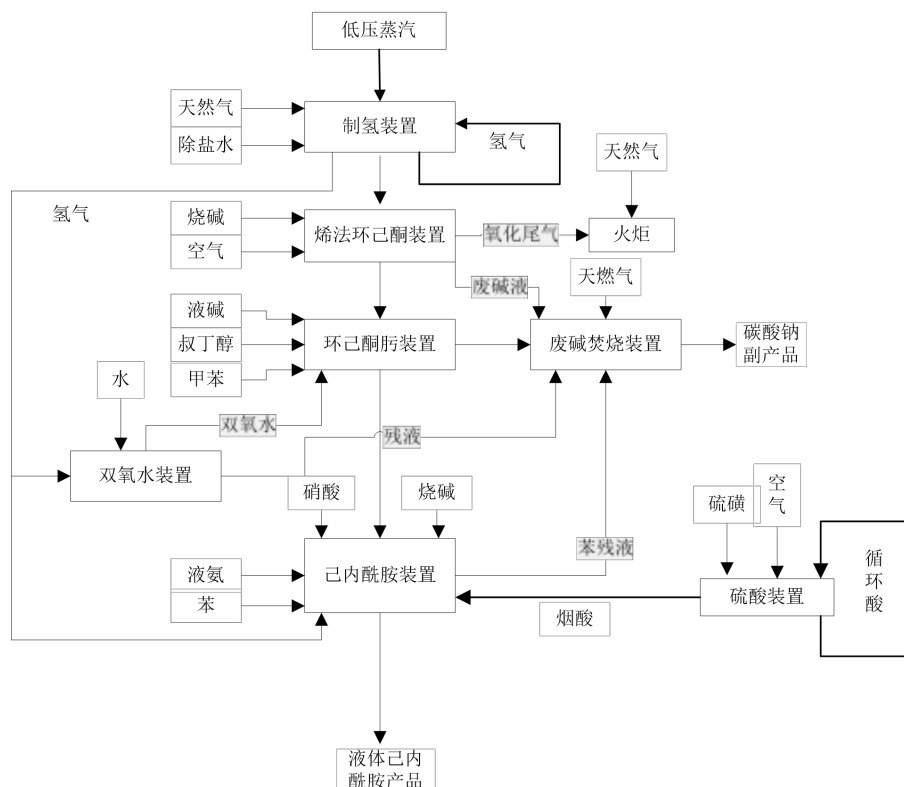 低压蒸汽
天然气
制氢装置
除盐水
氢气
天然气
氢气
烧碱
烯法环己酮装置
氧化尾气
火炬
空气
废碱液
天燃气
液碱
叔丁醇
环己酮肟装置
废碱焚烧装置
碳酸钠
副产品
甲苯
水
双氧水
残液
双氧水装置
硝酸
烧碱
硫磺
空
气
苯残液
循
环
酸
液氨
己内酰胺装置
硫酸装置
苯
烟酸
液体己内
酰胺产品